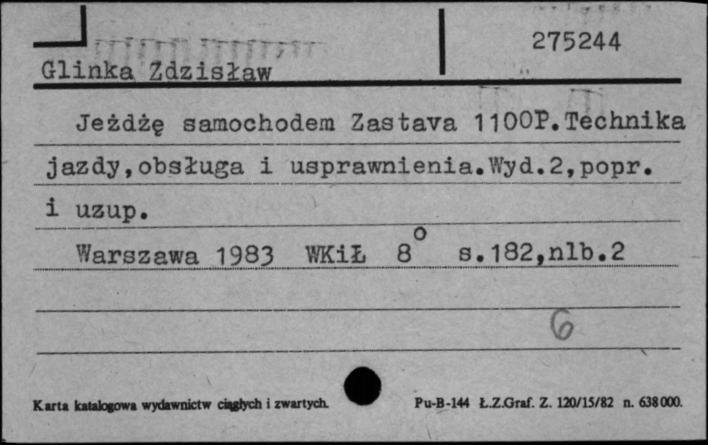 275244
Glinka Zdzisław
Jeżdżę samochodem Zastava 1100P.Technika
jazdy,obsługa i usprawnienia.Wyd.2,popr.
i uzup.
Warszawa 1983 WKiŁ 8° s.182,nlb.2
6
Karta katalogowa wydawnictw ciągłych i zwartych.
Pu-B-144 Ł.Z.Graf. Z. 120/15/82 n. 638000.